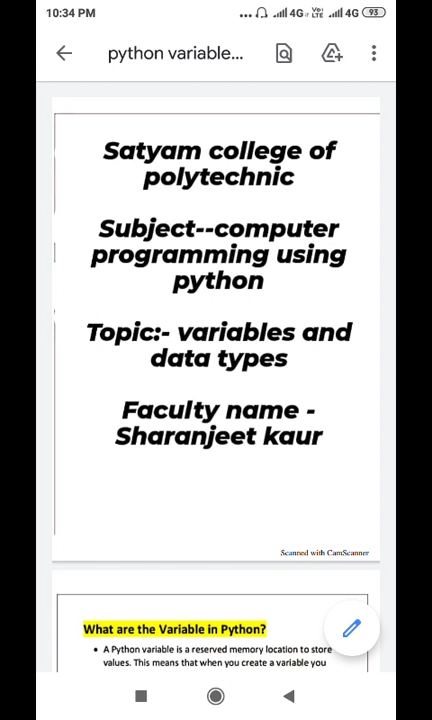 10:34 PM ... 4G Vo) LTE 4G 93
python variable...
Satyam college of
polytechnic
Subject--computer
programming using
python
Topic:- variables and
data types
Faculty name -
Sharanjeet kaur
Scanned with CamScanner
What are the Variable in Python?
• A Python variable is a reserved memory location to store
values. This means that when you create a variable you